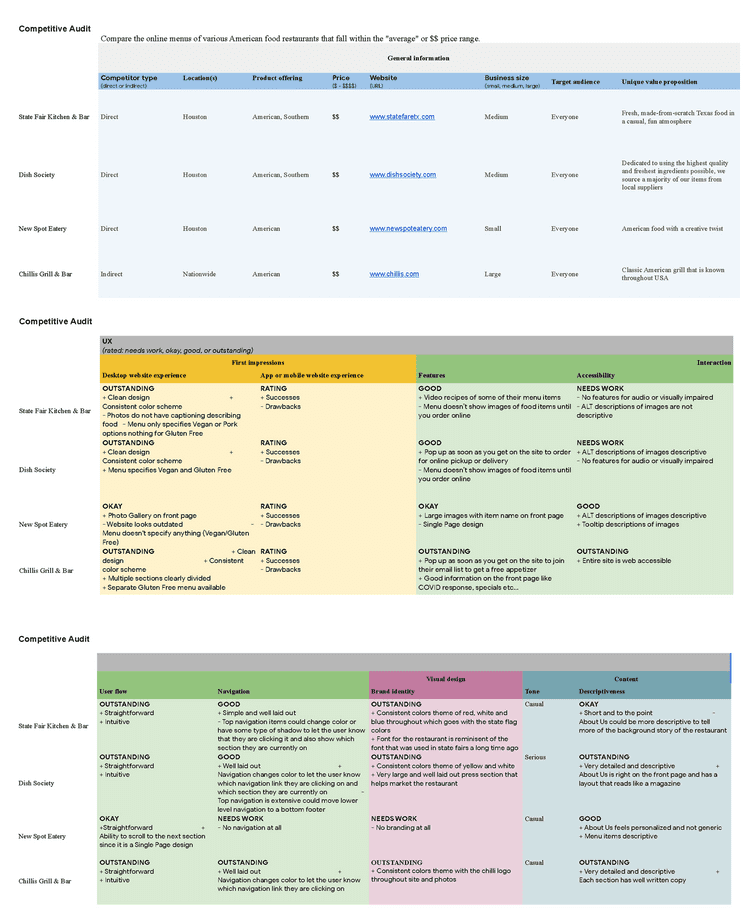 Competitive Audit
Compare the online menus of various American food restaurants that fall within the "average" or $$ price range.
General information
Competitor type
(direct or indirect)
Location(s)
Product offering
Price
($ - $$$$)
Website
(URL)
Business size
(small, medium, large)
Target audience
Unique value proposition
State Fair Kitchen & Bar
Direct
Houston
American, Southern
$$
www.statefaretx.com
Medium
Everyone
Fresh, made-from-scratch Texas food in
a casual, fun atmosphere
Dish Society
Direct
Houston
American, Southern
$$
www.dishsociety.com
Medium
Everyone
Dedicated to using the highest quality
and freshest ingredients possible, we
source a majority of our items from
local suppliers
New Spot Eatery
Direct
Houston
American
$$
www.newspoteatery.com
Small
Everyone
American food with a creative twist
Chillis Grill & Bar
Indirect
Nationwide
American
$$
www.chillis.com
Large
Everyone
Classic American grill that is known
throughout USA
Competitive Audit
UX
(rated: needs work, okay, good, or outstanding)
First impressions
Interaction
Desktop website experience
App or mobile website experience
Features
Accessibility
State Fair Kitchen & Bar
OUTSTANDING
+ Clean design +
Consistent color scheme
- Photos do not have captioning describing
food - Menu only specifies Vegan or Pork
options nothing for Gluten Free
RATING
+ Successes
- Drawbacks
GOOD
+ Video recipes of some of their menu items
- Menu doesn't show images of food items until
you order online
NEEDS WORK
- No features for audio or visually impaired
- ALT descriptions of images are not
descriptive
Dish Society
OUTSTANDING
+ Clean design +
Consistent color scheme
+ Menu specifies Vegan and Gluten Free
RATING
+ Successes
- Drawbacks
GOOD
+ Pop up as soon as you get on the site to order
for online pickup or delivery
- Menu doesn't show images of food items until
you order online
NEEDS WORK
+ ALT descriptions of images descriptive
- No features for audio or visually impaired
New Spot Eatery
OKAY
+ Photo Gallery on front page
- Website looks outdated -
Menu doesn't specify anything (Vegan/Gluten
Free)
RATING
+ Successes
- Drawbacks
OKAY
+ Large images with item name on front page
- Single Page design
GOOD
+ ALT descriptions of images descriptive
+ Tooltip descriptions of images
Chillis Grill & Bar
OUTSTANDING + Clean
design + Consistent
color scheme
+ Multiple sections clearly divided
+ Separate Gluten Free menu available
RATING
+ Successes
- Drawbacks
OUTSTANDING
+ Pop up as soon as you get on the site to join
their email list to get a free appetizer
+ Good information on the front page like
COVID response, specials etc...
OUTSTANDING
+ Entire site is web accessible
Competitive Audit
Visual design
Content
User flow
Navigation
Brand identity
Tone
Descriptiveness
State Fair Kitchen & Bar
OUTSTANDING
+ Straightforward
+ Intuitive
GOOD
+ Simple and well laid out
- Top navigation items could change color or
have some type of shadow to let the user know
that they are clicking it and also show which
section they are currently on
OUTSTANDING
+ Consistent colors theme of red, white and
blue throughout which goes with the state flag
colors
+ Font for the restaurant is reminisent of the
font that was used in state fairs a long time ago
Casual
OKAY
+ Short and to the point -
About Us could be more descriptive to tell
more of the background story of the restaurant
Dish Society
OUTSTANDING
+ Straightforward
+ Intuitive
GOOD
+ Well laid out +
Navigation changes color to let the user know
which navigation link they are clicking on and
which section they are currently on -
Top navigation is extensive could move lower
level navigation to a bottom footer
OUTSTANDING
+ Consistent colors theme of yellow and white
+ Very large and well laid out press section that
helps market the restaurant
Serious
OUTSTANDING
+ Very detailed and descriptive +
About Us is right on the front page and has a
layout that reads like a magazine
New Spot Eatery
OKAY
+Straightforward +
Ability to scroll to the next section
since it is a Single Page design
NEEDS WORK
- No navigation at all
NEEDS WORK
- No branding at all
Casual
GOOD
+ About Us feels personalized and not generic
+ Menu items descriptive
Chillis Grill & Bar
OUTSTANDING
+ Straightforward
+ Intuitive
OUTSTANDING
+ Well laid out +
Navigation changes color to let the user know
which navigation link they are clicking on
OUTSTANDING
+ Consistent colors theme with the chilli logo
throughout site and photos
Casual
OUTSTANDING
+ Very detailed and descriptive +
Each section has well written copy